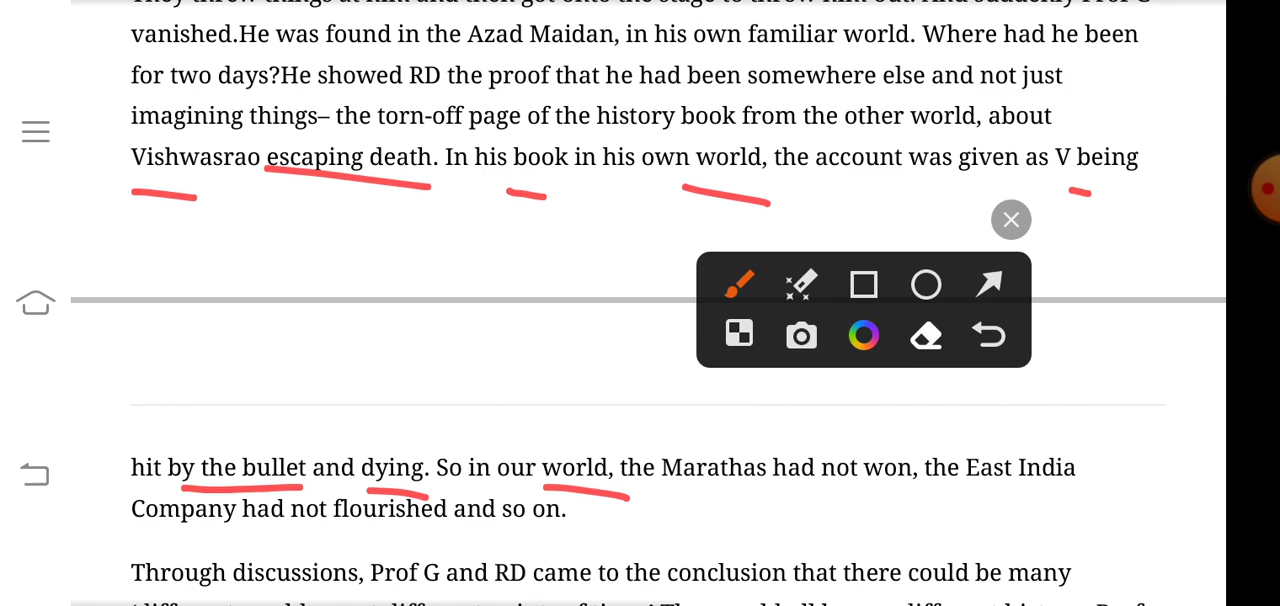 vanished.He was found in the Azad Maidan, in his own familiar world. Where had he been
for two days?He showed RD the proof that he had been somewhere else and not just
imagining things– the torn-off page of the history book from the other world, about
Vishwasrao escaping death. In his book in his own world, the account was given as V being
hit by the bullet and dying. So in our world, the Marathas had not won, the East India
Company had not flourished and so on.
Through discussions, Prof G and RD came to the conclusion that there could be many